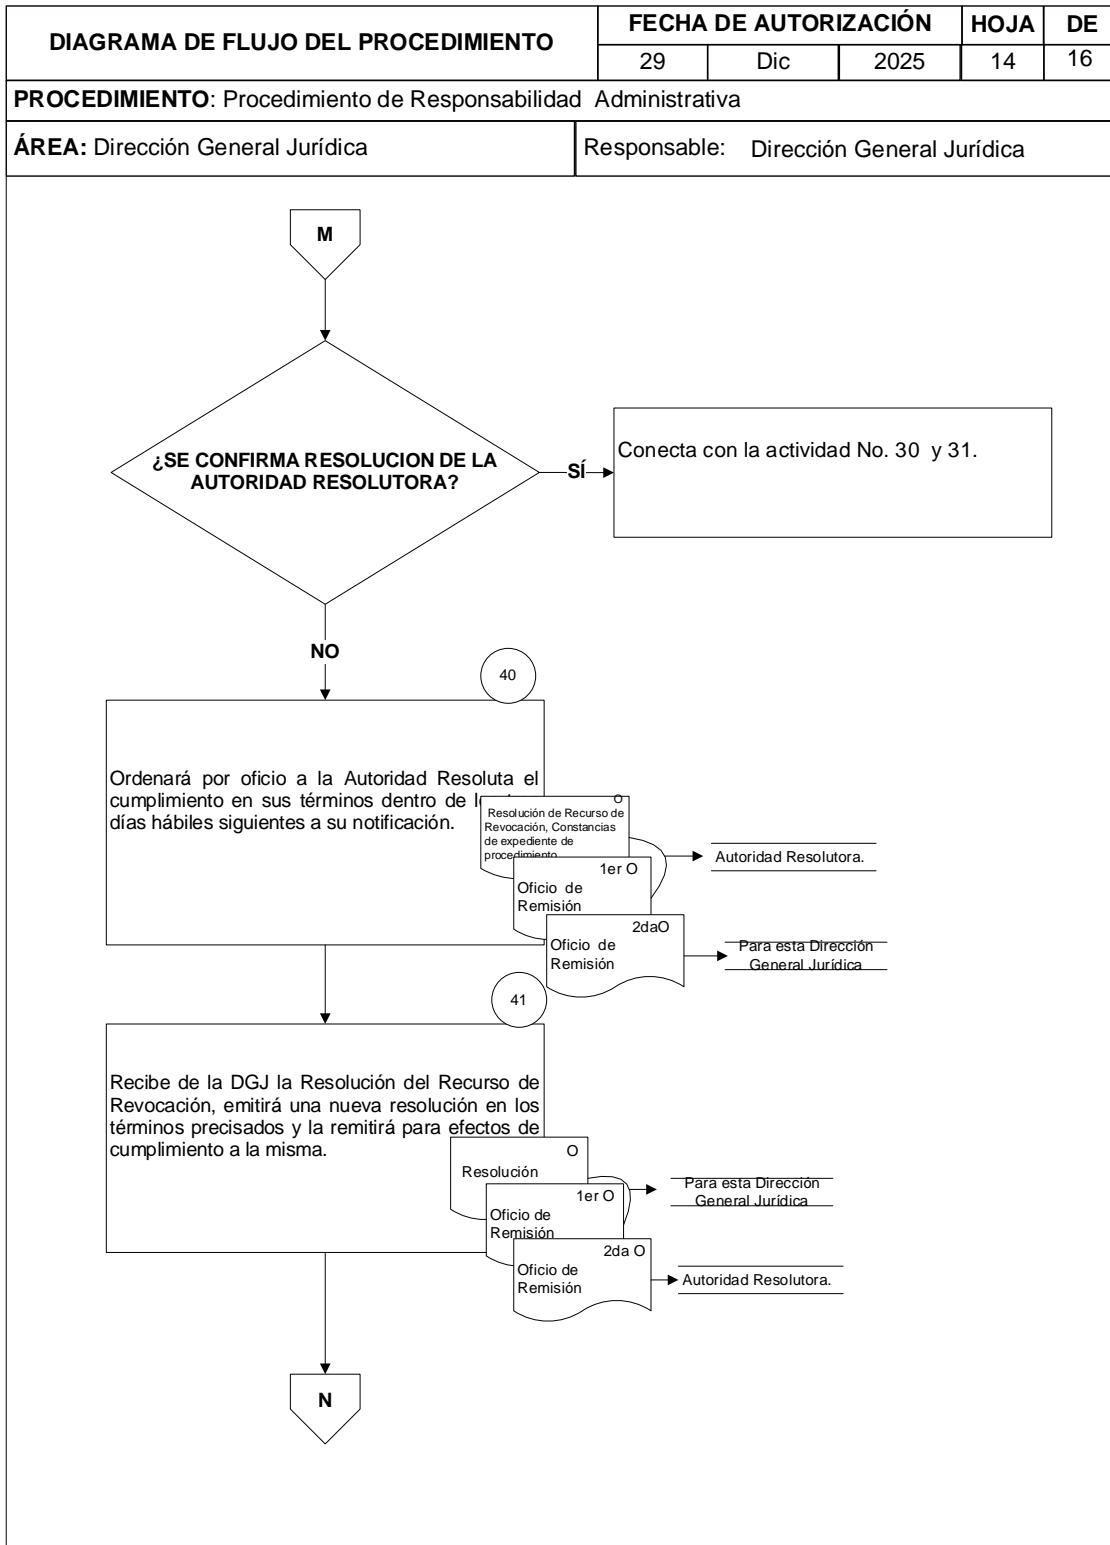 DIAGRAMA DE FLUJO DEL PROCEDIMIENTO
FECHA DE AUTORIZACIÓN
HOJA
DE
29
Dic
2025
14
16
PROCEDIMIENTO: Procedimiento de Responsabilidad Administrativa
ÁREA: Dirección General Jurídica
Responsable: Dirección General Jurídica
M
¿SE CONFIRMA RESOLUCION DE LA
AUTORIDAD RESOLUTORA?
SÍ
Conecta con la actividad No. 30 y 31.
NO
40
Ordenará por oficio a la Autoridad Resoluta el
cumplimiento en sus términos dentro de
días hábiles siguientes a su notificación.
O
Resolución de Recurso de
Revocación, Constancias
de expediente de
procedimiento
Autoridad Resolutora.
1er O
Oficio de
Remisión
2daO
Oficio de
Remisión
Para esta Dirección
General Jurídica
41
Recibe de la DGJ la Resolución del Recurso de
Revocación, emitirá una nueva resolución en los
términos precisados y la remitirá para efectos de
cumplimiento a la misma.
O
Resolución
Para esta Dirección
General Jurídica
1er O
Oficio de
Remisión
2da O
Oficio de
Remisión
Autoridad Resolutora.
N